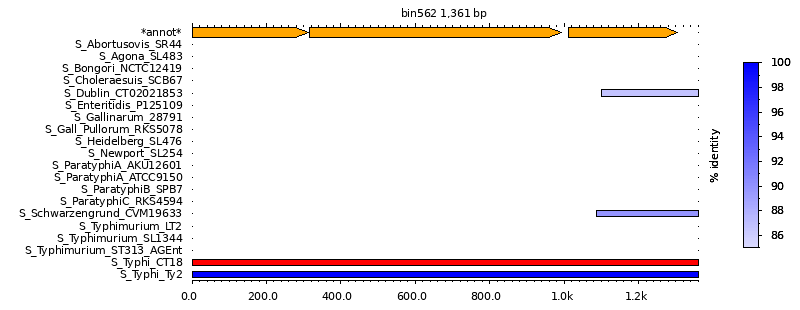 bin562 1,361 bp
*annot*
S_Abortusovis_SR44
S_Agona_SL483
S_Bongori_NCTC12419
S_Choleraesuis_SCB67
S_Dublin_CT02021853
S_Enteritidis_P125109
S_Gallinarum_28791
S_Gall_Pullorum_RKS5078
S_Heidelberg_SL476
S_Newport_SL254
S_ParatyphiA_AKU12601
S_ParatyphiA_ATCC9150
S_ParatyphiB_SPB7
S_ParatyphiC_RKS4594
S_Schwarzengrund_CVM19633
S_Typhimurium_LT2
S_Typhimurium_SL1344
S_Typhimurium_ST313_AGEnt
S_Typhi_CT18
S_Typhi_Ty2
0.0 200.0 400.0 600.0 800.0 1.0k 1.2k
% identity
100
98
96
94
92
90
88
86